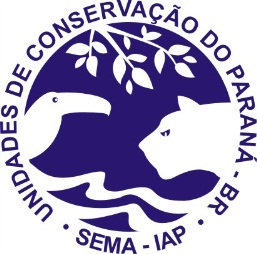 UNIDADES DE CONSERVAÇÃO DO PARANÁ - BR
SEMA - IAP